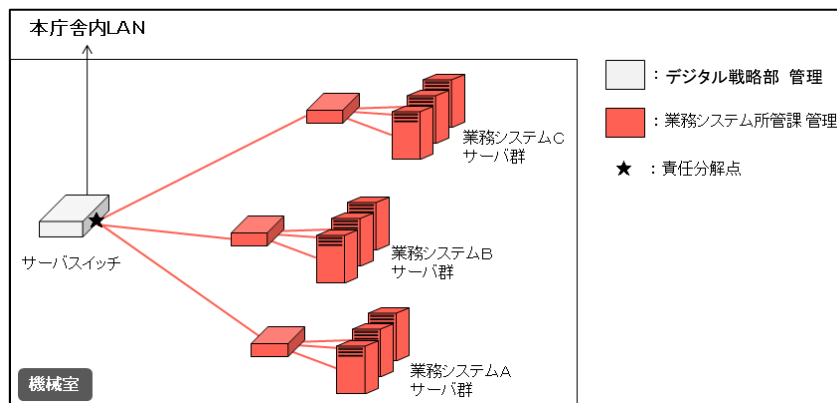 本庁舎内LAN
：デジタル戦略部 管理
：業務システム所管課 管理
★ ：責任分解点
業務システムC
サーバ群
業務システムB
サーバ群
サーバスイッチ
業務システムA
サーバ群
機械室